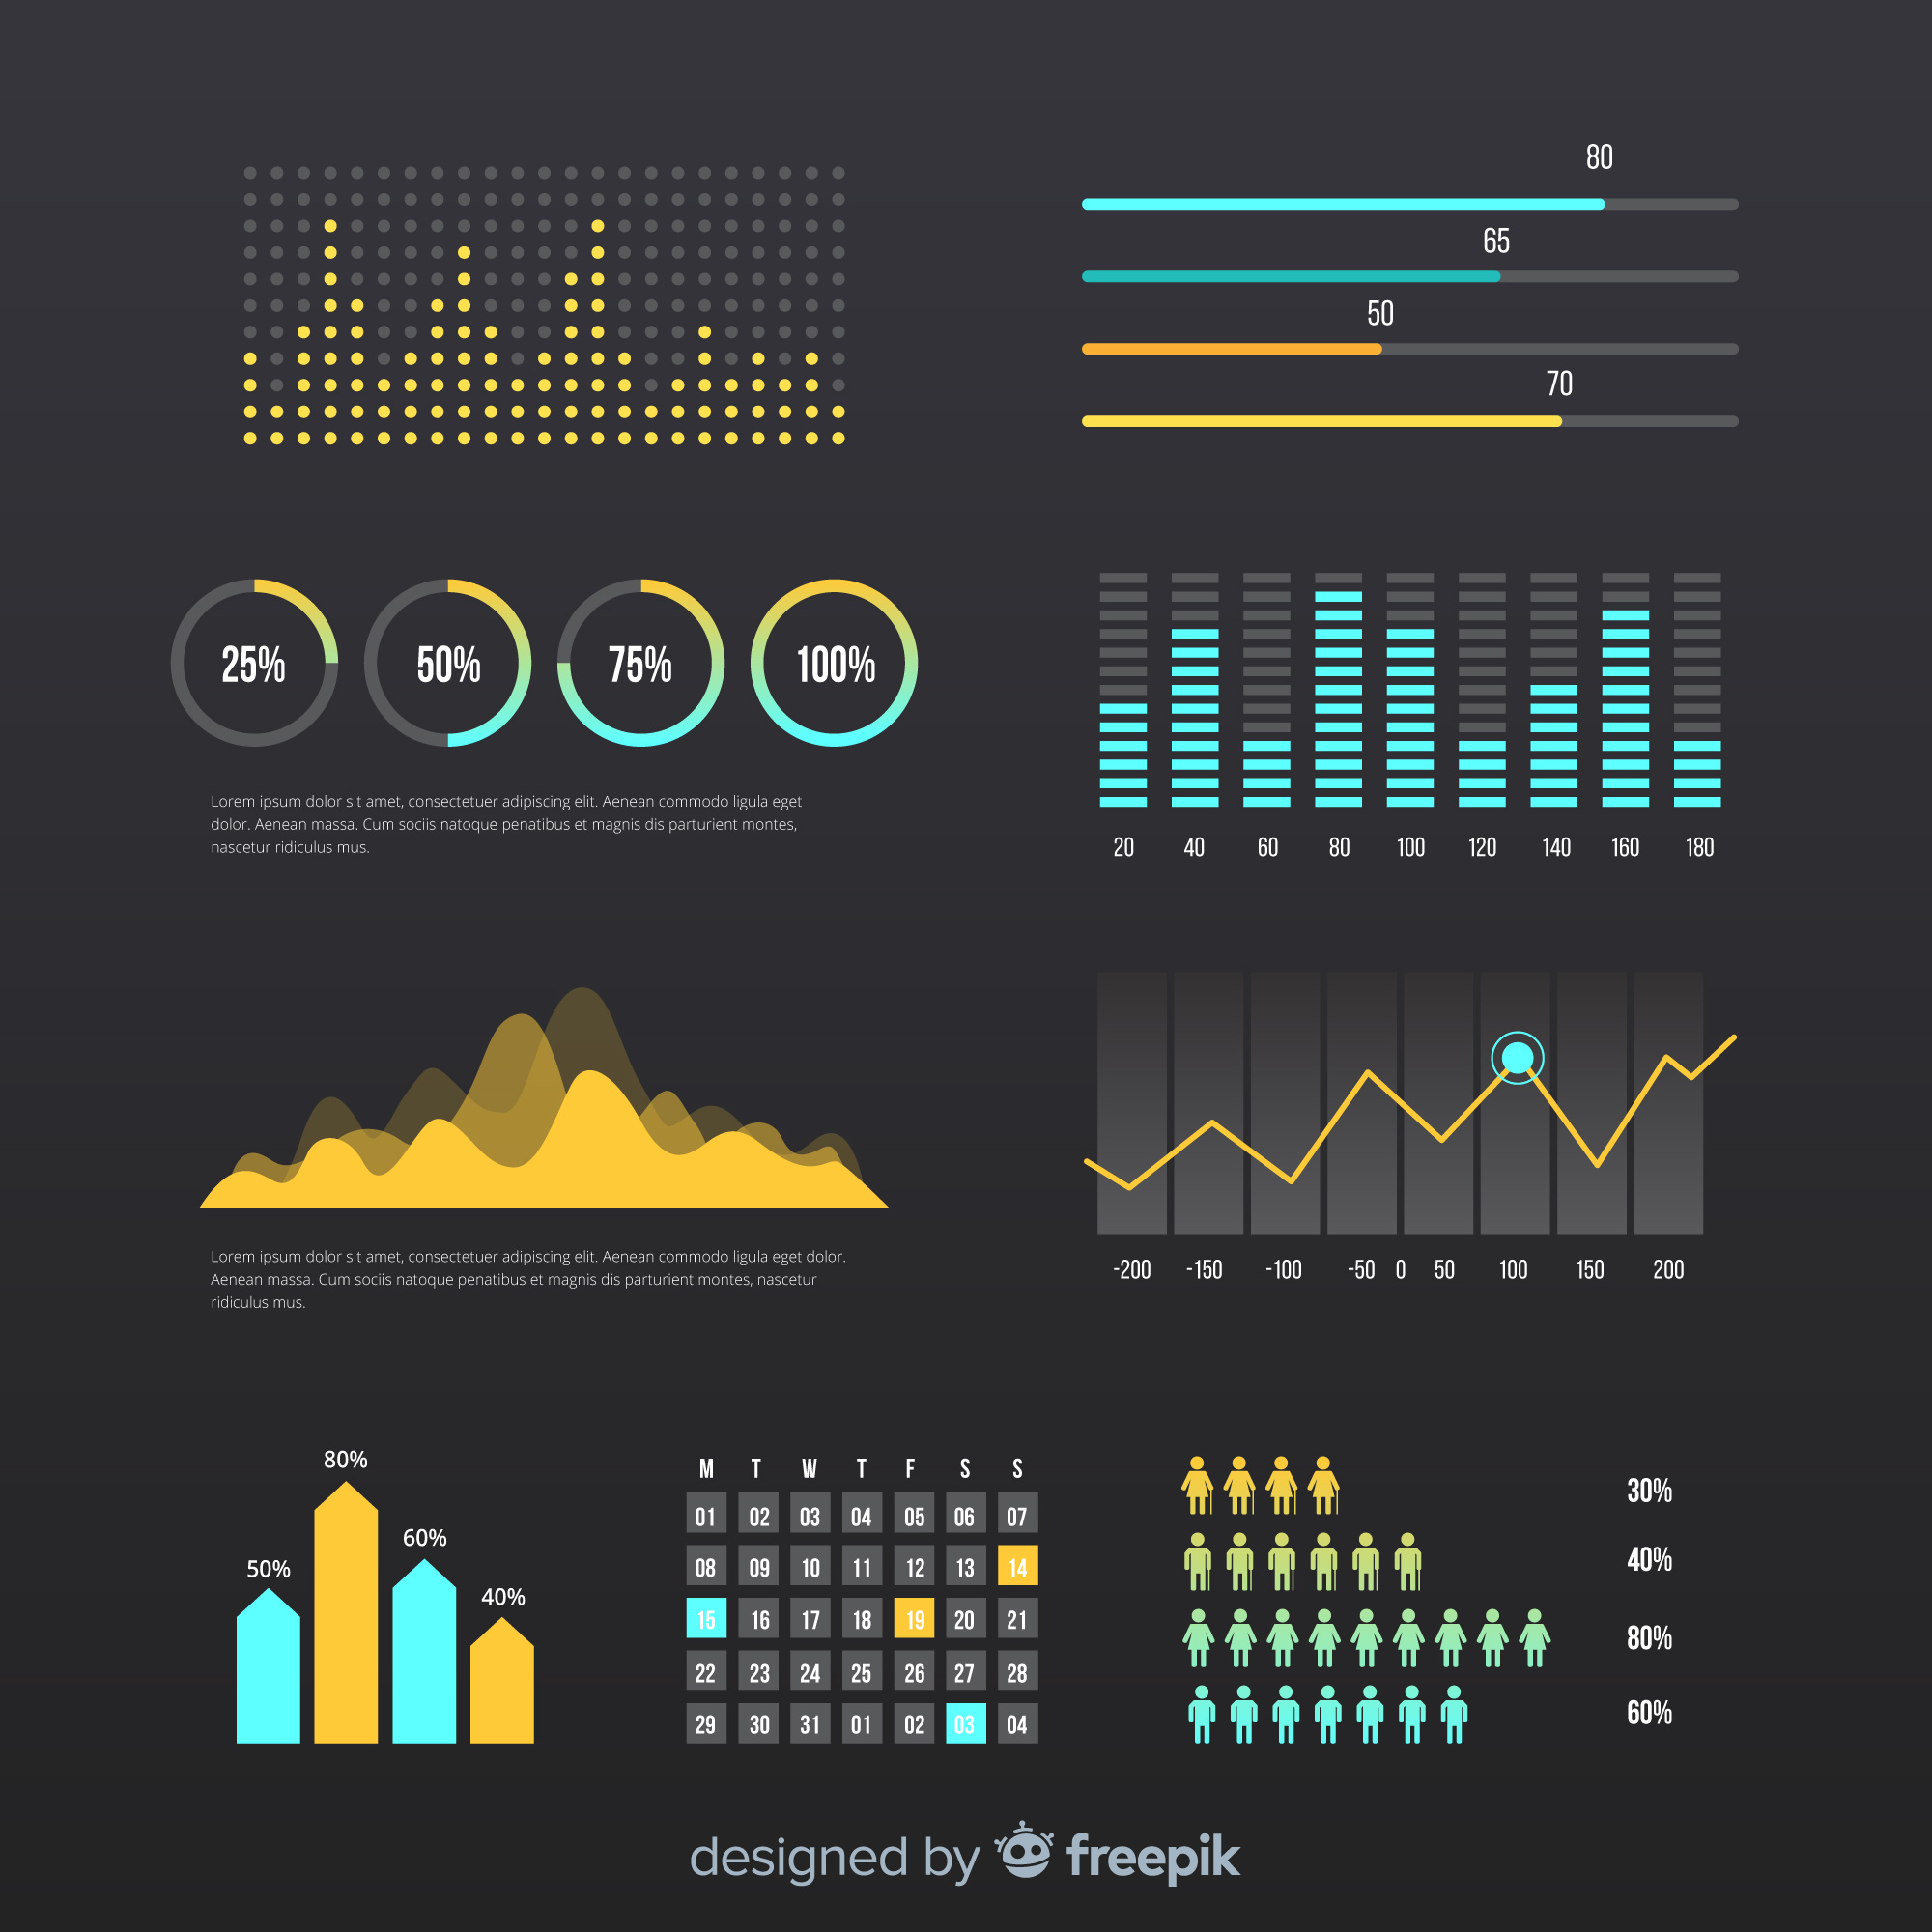 80
65
50
70
25% 50% 75% 100%
Lorem ipsum dolor sit amet, consectetuer adipiscing elit. Aenean commodo ligula eget
dolor. Aenean massa. Cum sociis natoque penatibus et magnis dis parturient montes,
nascetur ridiculus mus.
20 40 60 80 100 120 140 160 180
Lorem ipsum dolor sit amet, consectetuer adipiscing elit. Aenean commodo ligula eget dolor.
Aenean massa. Cum sociis natoque penatibus et magnis dis parturient montes, nascetur
ridiculus mus.
-200 -150 -100 -50 0 50 100 150 200
50%
80%
60%
40%
M T W T F S S
01 02 03 04 05 06 07
08 09 10 11 12 13 14
15 16 17 18 19 20 21
22 23 24 25 26 27 28
29 30 31 01 02 03 04
30%
40%
80%
60%
designed by freepik